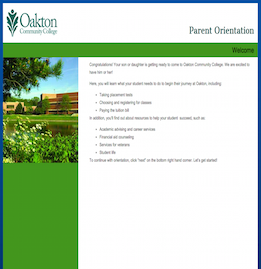 Oakton
Community College
Parent Orientation
Welcome
Congratulations! Your son or daughter is getting ready to come to Oakton Community College. We are excited to
have him or her!
Here, you will learn what your student needs to do to begin their journey at Oakton, including:
Taking placement tests
Choosing and registering for classes
Paying the tuition bill
In addition, you'll find out about resources to help your student succeed, such as:
Academic advising and career services
Financial aid counseling
Services for veterans
Student life
To continue with orientation, click "next" on the bottom right hand corner. Let's get started!